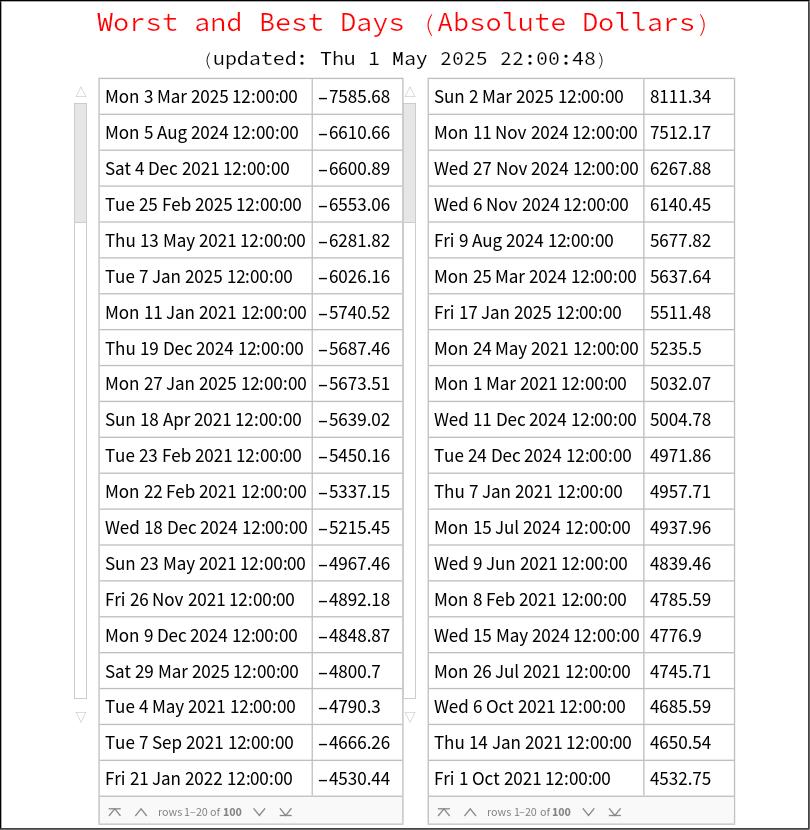 Worst and Best Days (Absolute Dollars)
(updated: Thu 1 May 2025 22:00:48)
Mon 3 Mar 2025 12:00:00 –7585.68 Sun 2 Mar 2025 12:00:00 8111.34
Mon 5 Aug 2024 12:00:00 –6610.66 Mon 11 Nov 2024 12:00:00 7512.17
Sat 4 Dec 2021 12:00:00 –6600.89 Wed 27 Nov 2024 12:00:00 6267.88
Tue 25 Feb 2025 12:00:00 –6553.06 Wed 6 Nov 2024 12:00:00 6140.45
Thu 13 May 2021 12:00:00 –6281.82 Fri 9 Aug 2024 12:00:00 5677.82
Tue 7 Jan 2025 12:00:00 –6026.16 Mon 25 Mar 2024 12:00:00 5637.64
Mon 11 Jan 2021 12:00:00 –5740.52 Fri 17 Jan 2025 12:00:00 5511.48
Thu 19 Dec 2024 12:00:00 –5687.46 Mon 24 May 2021 12:00:00 5235.5
Mon 27 Jan 2025 12:00:00 –5673.51 Mon 1 Mar 2021 12:00:00 5032.07
Sun 18 Apr 2021 12:00:00 –5639.02 Wed 11 Dec 2024 12:00:00 5004.78
Tue 23 Feb 2021 12:00:00 –5450.16 Tue 24 Dec 2024 12:00:00 4971.86
Mon 22 Feb 2021 12:00:00 –5337.15 Thu 7 Jan 2021 12:00:00 4957.71
Wed 18 Dec 2024 12:00:00 –5215.45 Mon 15 Jul 2024 12:00:00 4937.96
Sun 23 May 2021 12:00:00 –4967.46 Wed 9 Jun 2021 12:00:00 4839.46
Fri 26 Nov 2021 12:00:00 –4892.18 Mon 8 Feb 2021 12:00:00 4785.59
Mon 9 Dec 2024 12:00:00 –4848.87 Wed 15 May 2024 12:00:00 4776.9
Sat 29 Mar 2025 12:00:00 –4800.7 Mon 26 Jul 2021 12:00:00 4745.71
Tue 4 May 2021 12:00:00 –4790.3 Wed 6 Oct 2021 12:00:00 4685.59
Tue 7 Sep 2021 12:00:00 –4666.26 Thu 14 Jan 2021 12:00:00 4650.54
Fri 21 Jan 2022 12:00:00 –4530.44 Fri 1 Oct 2021 12:00:00 4532.75
rows 1–20 of 100 rows 1–20 of 100